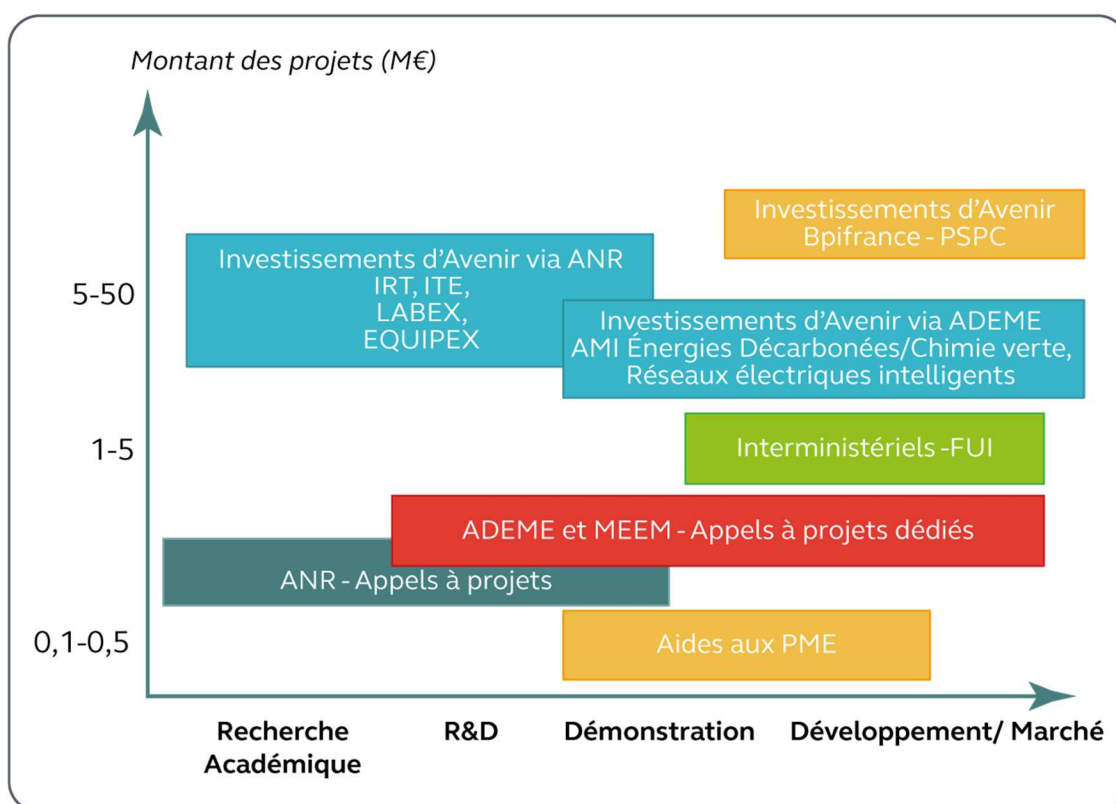 Montant des projets (M€)
Investissements d'Avenir
Bpifrance - PSPC
Investissements d'Avenir via ANR
IRT, ITE,
LABEX,
EQUIPEX
5-50
Investissements d'Avenir via ADEME
AMI Énergies Décarbonées/Chimie verte,
Réseaux électriques intelligents
1-5
Interministériels -FUI
ADEME et MEEM - Appels à projets dédiés
ANR - Appels à projets
0,1-0,5
Aides aux PME
Recherche
Académique
R&D
Démonstration
Développement/ Marché